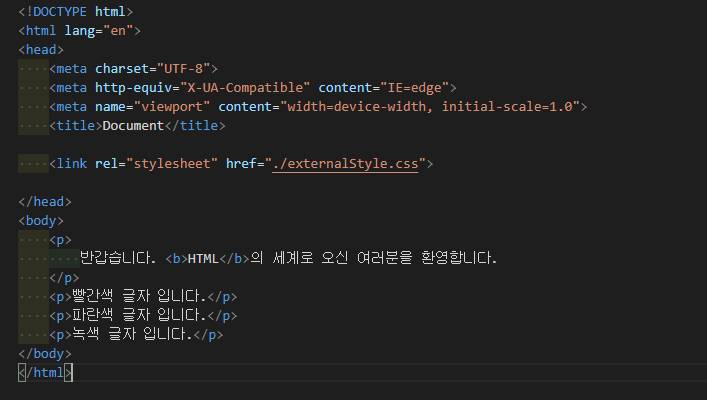 <!DOCTYPE html>
<html lang="en">
<head>
    <meta charset="UTF-8">
    <meta http-equiv="X-UA-Compatible" content="IE=edge">
    <meta name="viewport" content="width=device-width, initial-scale=1.0">
    <title>Document</title>
    <link rel="stylesheet" href="./externalStyle.css">
</head>
<body>
    <p>
        반갑습니다. <b>HTML</b>의 세계로 오신 여러분을 환영합니다.
    </p>
    <p>빨간색 글자 입니다.</p>
    <p>파란색 글자 입니다.</p>
    <p>녹색 글자 입니다.</p>
</body>
</html>